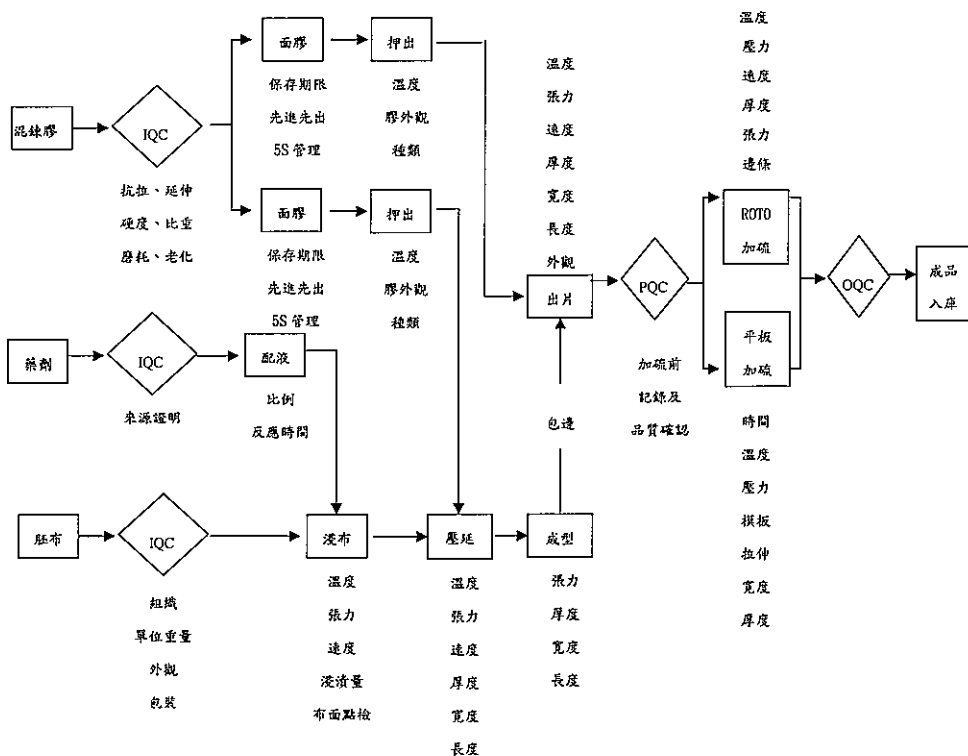 混鍊膠
IQC
抗拉、延伸
硬度、比重
磨耗、老化
面膠
保存期限
先進先出
5S 管理
押出
溫度
膠外觀
種類
面膠
保存期限
先進先出
5S 管理
押出
溫度
膠外觀
種類
藥劑
IQC
來源證明
配液
比例
反應時間
胚布
IQC
組織
單位重量
外觀
包裝
浸布
溫度
張力
速度
浸漬量
布面點檢
壓延
溫度
張力
速度
厚度
寬度
長度
成型
張力
厚度
寬度
長度
包邊
溫度
張力
速度
厚度
寬度
長度
外觀
出片
PQC
加硫前
記錄及
品質確認
溫度
壓力
速度
厚度
張力
邊條
ROTO
加硫
平板
加硫
時間
溫度
壓力
模板
拉伸
寬度
厚度
OQC
成品
入庫